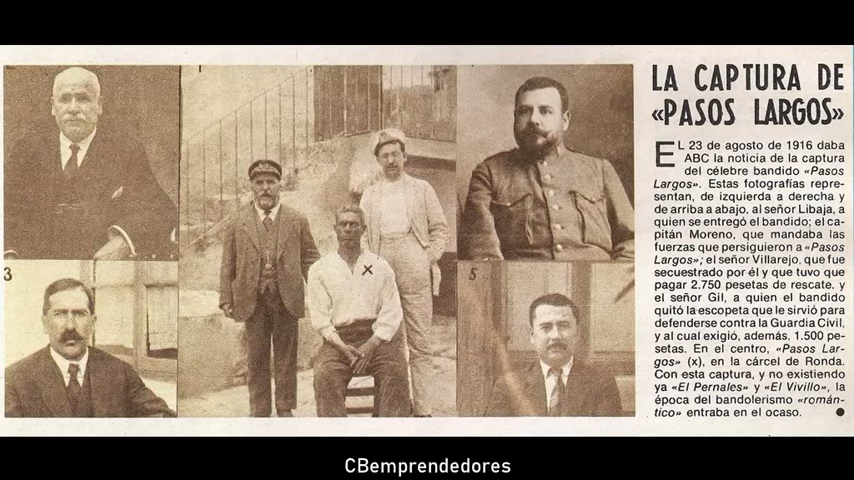 LA CAPTURA DE
«PASOS LARGOS»
EL 23 de agosto de 1916 daba
ABC la noticia de la captura
del célebre bandido «Pasos
Largos». Estas fotografías repre-
sentan, de izquierda a derecha y
de arriba a abajo, al señor Libaja, a
quien se entregó el bandido; el ca-
pitán Moreno, que mandaba las
fuerzas que persiguieron a «Pasos
Largos»; el señor Villarejo, que fue
secuestrado por él y que tuvo que
pagar 2.750 pesetas de rescate, y
el señor Gil, a quien el bandido
quitó la escopeta que le sirvió para
defenderse contra la Guardia Civil,
y al cual exigió, además, 1.500 pe-
setas. En el centro, «Pasos Lar-
gos» (x), en la cárcel de Ronda.
Con esta captura, y no existiendo
ya «El Pernales» y «El Vivillo», la
época del bandolerismo «román-
tico» entraba en el ocaso.
1
3
5
x
CBemprendedores